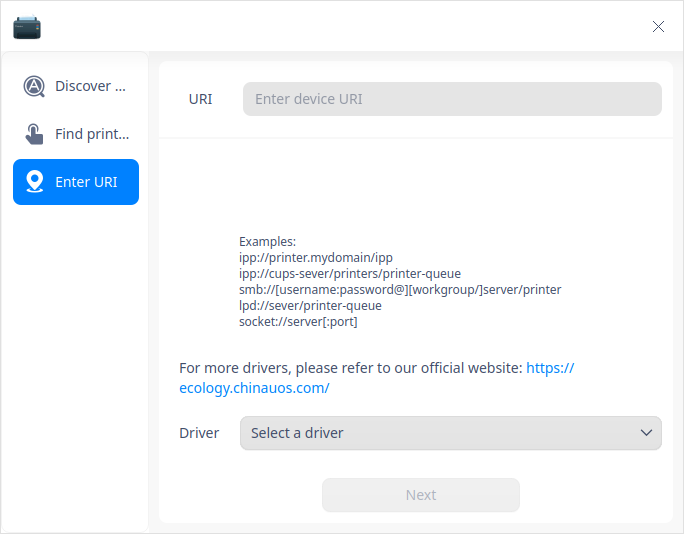 Discover ...
Find print...
Enter URI
URI
Enter device URI
Examples:
ipp://printer.mydomain/ipp
ipp://cups-sever/printers/printer-queue
smb://[username:password@][workgroup/]server/printer
lpd://sever/printer-queue
socket://server[:port]
For more drivers, please refer to our official website: https://
ecology.chinauos.com/
Driver
Select a driver
Next